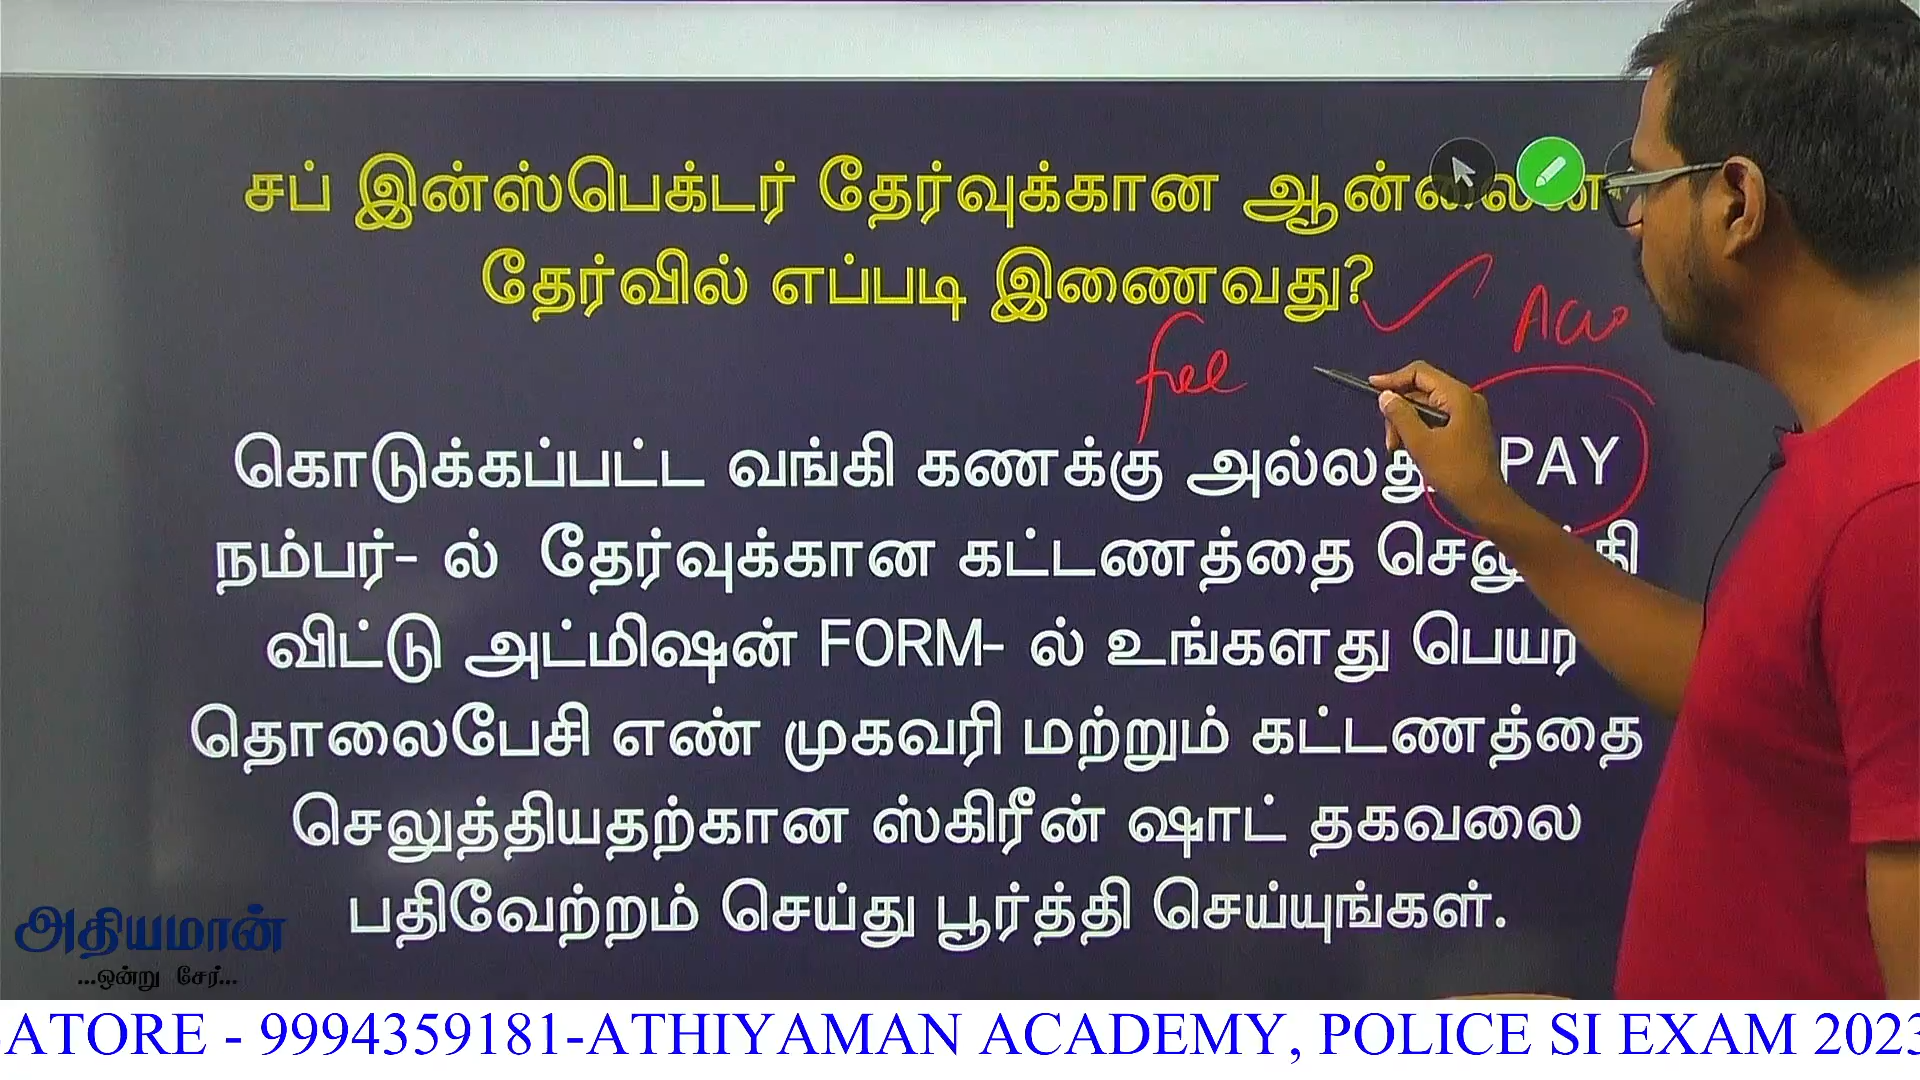 சப் இன்ஸ்பெக்டர் தேர்வுக்கான ஆன்லைன்
தேர்வில் எப்படி இணைவது?
free
கொடுக்கப்பட்ட வங்கி கணக்கு அல்லது PAY
நம்பர்- ல் தேர்வுக்கான கட்டணத்தை செலுத்தி
விட்டு அட்மிஷன் FORM- ல் உங்களது பெயர்
தொலைபேசி எண் முகவரி மற்றும் கட்டணத்தை
செலுத்தியதற்கான ஸ்கிரீன் ஷாட் தகவலை
பதிவேற்றம் செய்து பூர்த்தி செய்யுங்கள்.
அதியமான்
...ஒன்று சேர்...
ATORE - 9994359181-ATHIYAMAN ACADEMY, POLICE SI EXAM 2023